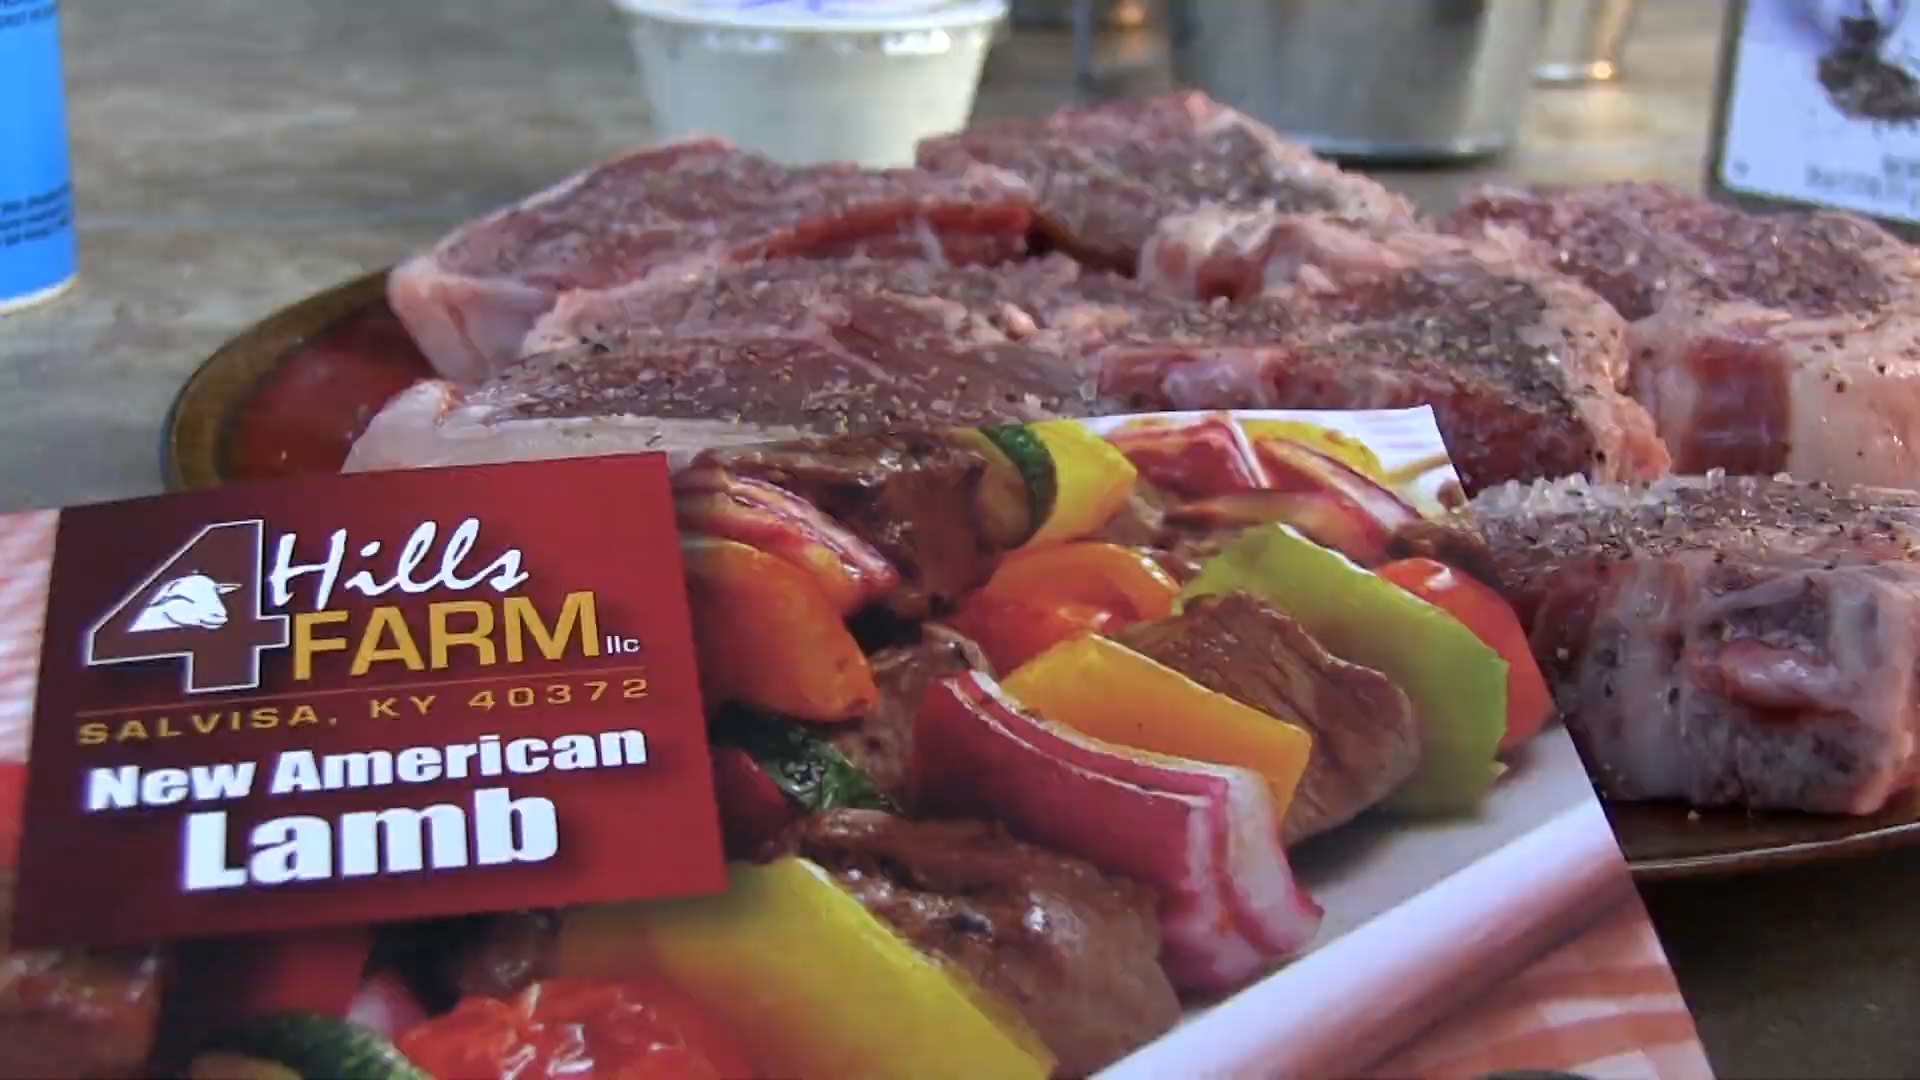 4 Hills
FARM llc
SALVISA, KY 40372
New American
Lamb